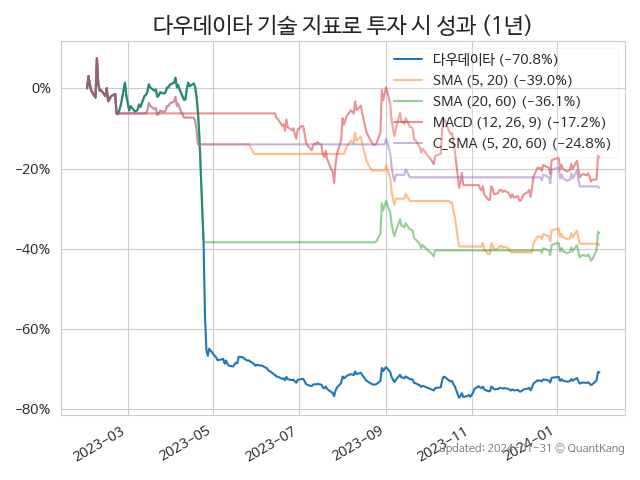 다우데이타 기술 지표로 투자 시 성과 (1년)
다우데이타 (−70.8%)
SMA (5, 20) (−39.0%)
SMA (20, 60) (−36.1%)
MACD (12, 26, 9) (−17.2%)
C_SMA (5, 20, 60) (−24.8%)
0%
−20%
−40%
−60%
−80%
2023-03
2023-05
2023-07
2023-09
2023-11
2024-01
updated: 2024-01-31 © QuantKang